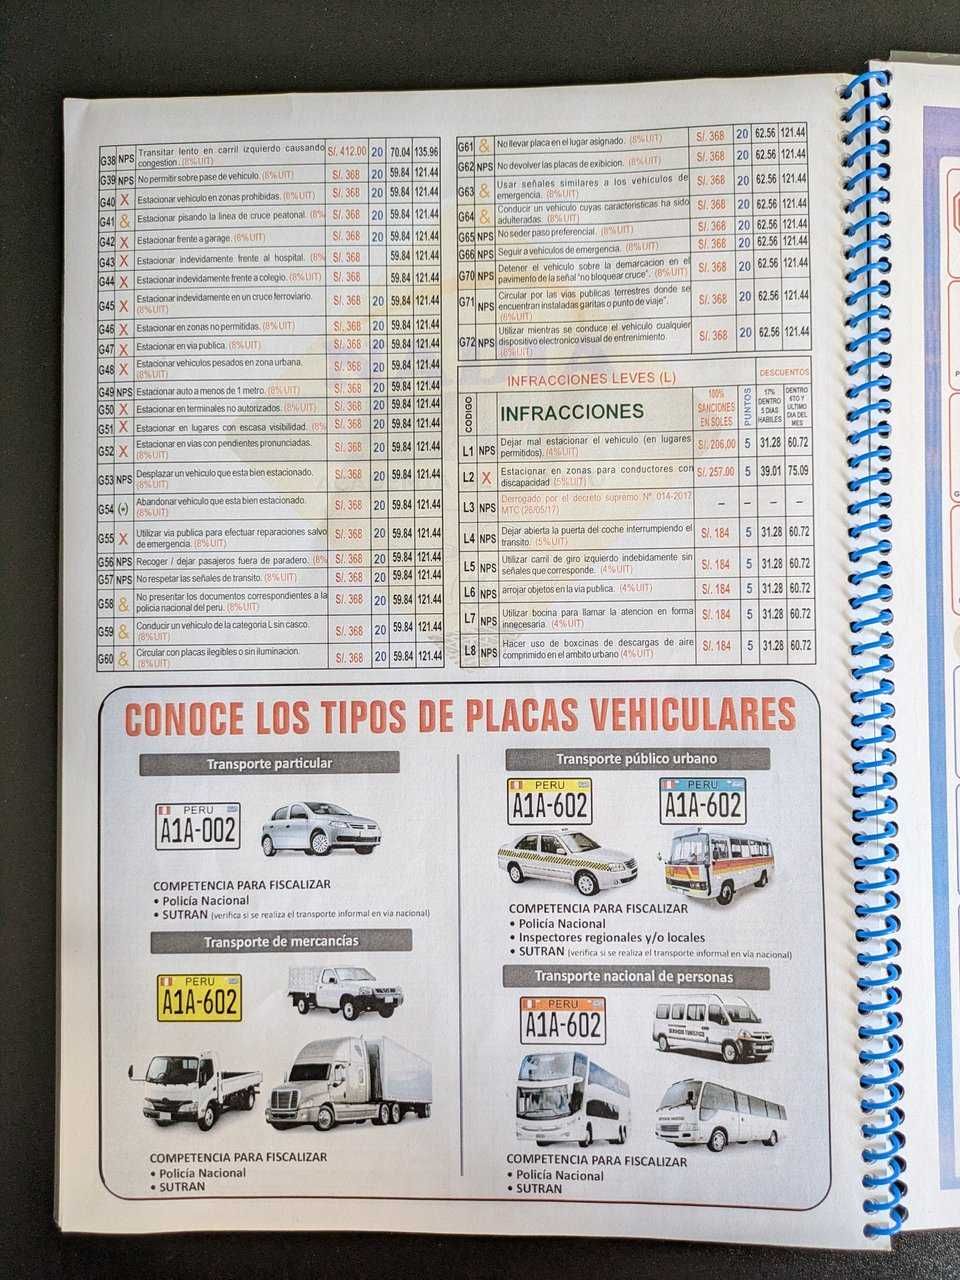 G38 NPS Transitar lento en carril izquierdo causando congestion. (8%UIT) S/. 412.00 20 70.04 135.96
G39 NPS No permitir sobre pase de vehiculo. (8%UIT) S/. 368 20 59.84 121.44
G40 X Estacionar vehiculo en zonas prohibidas. (8%UIT) S/. 368 20 59.84 121.44
G41 & Estacionar pisando la linea de cruce peatonal. (8% S/. 368 20 59.84 121.44
G42 X Estacionar frente a garage. (8%UIT) S/. 368 59.84 121.44
G43 X Estacionar indevidamente frente al hospital. (8% S/. 368 20 59.84 121.44
G44 X Estacionar indevidamente frente a colegio. (8%UIT) S/. 368 59.84 121.44
G45 X Estacionar indevidamente en un cruce ferroviario. (8%UIT) S/. 368 20 59.84 121.44
G46 X Estacionar en zonas no permitidas. (8%UIT) S/. 368 20 59.84 121.44
G47 X Estacionar en via publica. (8%UIT) S/. 368 20 59.84 121.44
G48 X Estacionar vehiculos pesados en zona urbana. (8%UIT) S/. 368 20 59.84 121.44
G49 NPS Estacionar auto a menos de 1 metro. (8%UIT) S/. 368 20 59.84 121.44
G50 X Estacionar en terminales no autorizados. (8%UIT) S/. 368 20 59.84 121.44
G51 X Estacionar en lugares con escasa visibilidad. (8% S/. 368 20 59.84 121.44
G52 X Estacionar en vias con pendientes pronunciadas. (8%UIT) S/. 368 20 59.84 121.44
G53 NPS Desplazar un vehiculo que esta bien estacionado. (8%UIT) S/. 368 20 59.84 121.44
G54 (•) Abandonar vehiculo que esta bien estacionado. (8%UIT) S/. 368 20 59.84 121.44
G55 X Utilizar via publica para efectuar reparaciones salvo de emergencia. (8%UIT) S/. 368 20 59.84 121.44
G56 NPS Recoger / dejar pasajeros fuera de paradero. (8% S/. 368 20 59.84 121.44
G57 NPS No respetar las señales de transito. (8%UIT) S/. 368 20 59.84 121.44
G58 & No presentar los documentos correspondientes a la policia nacional del peru. (8%UIT) S/. 368 20 59.84 121.44
G59 & Conducir un vehiculo de la categoria L sin casco. (8%UIT) S/. 368 20 59.84 121.44
G60 & Circular con placas ilegibles o sin iluminacion. (8%UIT) S/. 368 20 59.84 121.44
G61 & No llevar placa en el lugar asignado. (8%UIT) S/. 368 20 62.56 121.44
G62 NPS No devolver las placas de exibicion. (8%UIT) S/. 368 20 62.56 121.44
G63 & Usar señales similares a los vehiculos de emergencia. (8%UIT) S/. 368 20 62.56 121.44
G64 & Conducir un vehiculo cuyas caracteristicas ha sido adulteradas. (8%UIT) S/. 368 20 62.56 121.44
G65 NPS No seder paso preferencial. (8%UIT) S/. 368 20 62.56 121.44
G66 NPS Seguir a vehiculos de emergencia. (8%UIT) S/. 368 20 62.56 121.44
G70 NPS Detener el vehiculo sobre la demarcacion en el pavimento de la señal "no bloquear cruce". (8%UIT) S/. 368 20 62.56 121.44
G71 NPS Circular por las vias publicas terrestres donde se encuentran instaladas garitas o punto de viaje". (8%UIT) S/. 368 20 62.56 121.44
G72 NPS Utilizar mientras se conduce el vehiculo cualquier dispositivo electronico visual de entrenimiento. (8%UIT) S/. 368 20 62.56 121.44
INFRACCIONES LEVES (L) DESCUENTOS
CODIGO INFRACCIONES 100% SANCIONES EN SOLES PUNTOS 17% DENTRO 5 DIAS HABILES DENTRO 6TO Y ULTIMO DIA DEL MES
L1 NPS Dejar mal estacionar el vehiculo (en lugares permitidos). (4%UIT) S/. 206,00 5 31.28 60.72
L2 X Estacionar en zonas para conductores con discapacidad (5%UIT) S/. 257.00 5 39.01 75.09
L3 NPS Derrogado por el decreto supremo N° 014-2017 MTC (26/05/17) – – –
L4 NPS Dejar abierta la puerta del coche interrumpiendo el transito. (5%UIT) S/. 184 5 31.28 60.72
L5 NPS Utilizar carril de giro izquierdo indebidamente sin señales que corresponde. (4%UIT) S/. 184 5 31.28 60.72
L6 NPS arrojar objetos en la via publica. (4%UIT) S/. 184 5 31.28 60.72
L7 NPS Utilizar bocina para llamar la atencion en forma innecesaria. (4%UIT) S/. 184 5 31.28 60.72
L8 NPS Hacer uso de boxcinas de descargas de aire comprimido en el ambito urbano (4%UIT) S/. 184 5 31.28 60.72
CONOCE LOS TIPOS DE PLACAS VEHICULARES
Transporte particular
PERU
A1A-002
COMPETENCIA PARA FISCALIZAR
• Policía Nacional
• SUTRAN (verifica si se realiza el transporte informal en via nacional)
Transporte de mercancías
PERU
A1A-602
COMPETENCIA PARA FISCALIZAR
• Policía Nacional
• SUTRAN
Transporte público urbano
PERU
A1A-602
PERU
A1A-602
COMPETENCIA PARA FISCALIZAR
• Policía Nacional
• Inspectores regionales y/o locales
• SUTRAN (verifica si se realiza el transporte informal en via nacional)
Transporte nacional de personas
PERU
A1A-602
SERVICIO TURISTICO
COMPETENCIA PARA FISCALIZAR
• Policía Nacional
• SUTRAN